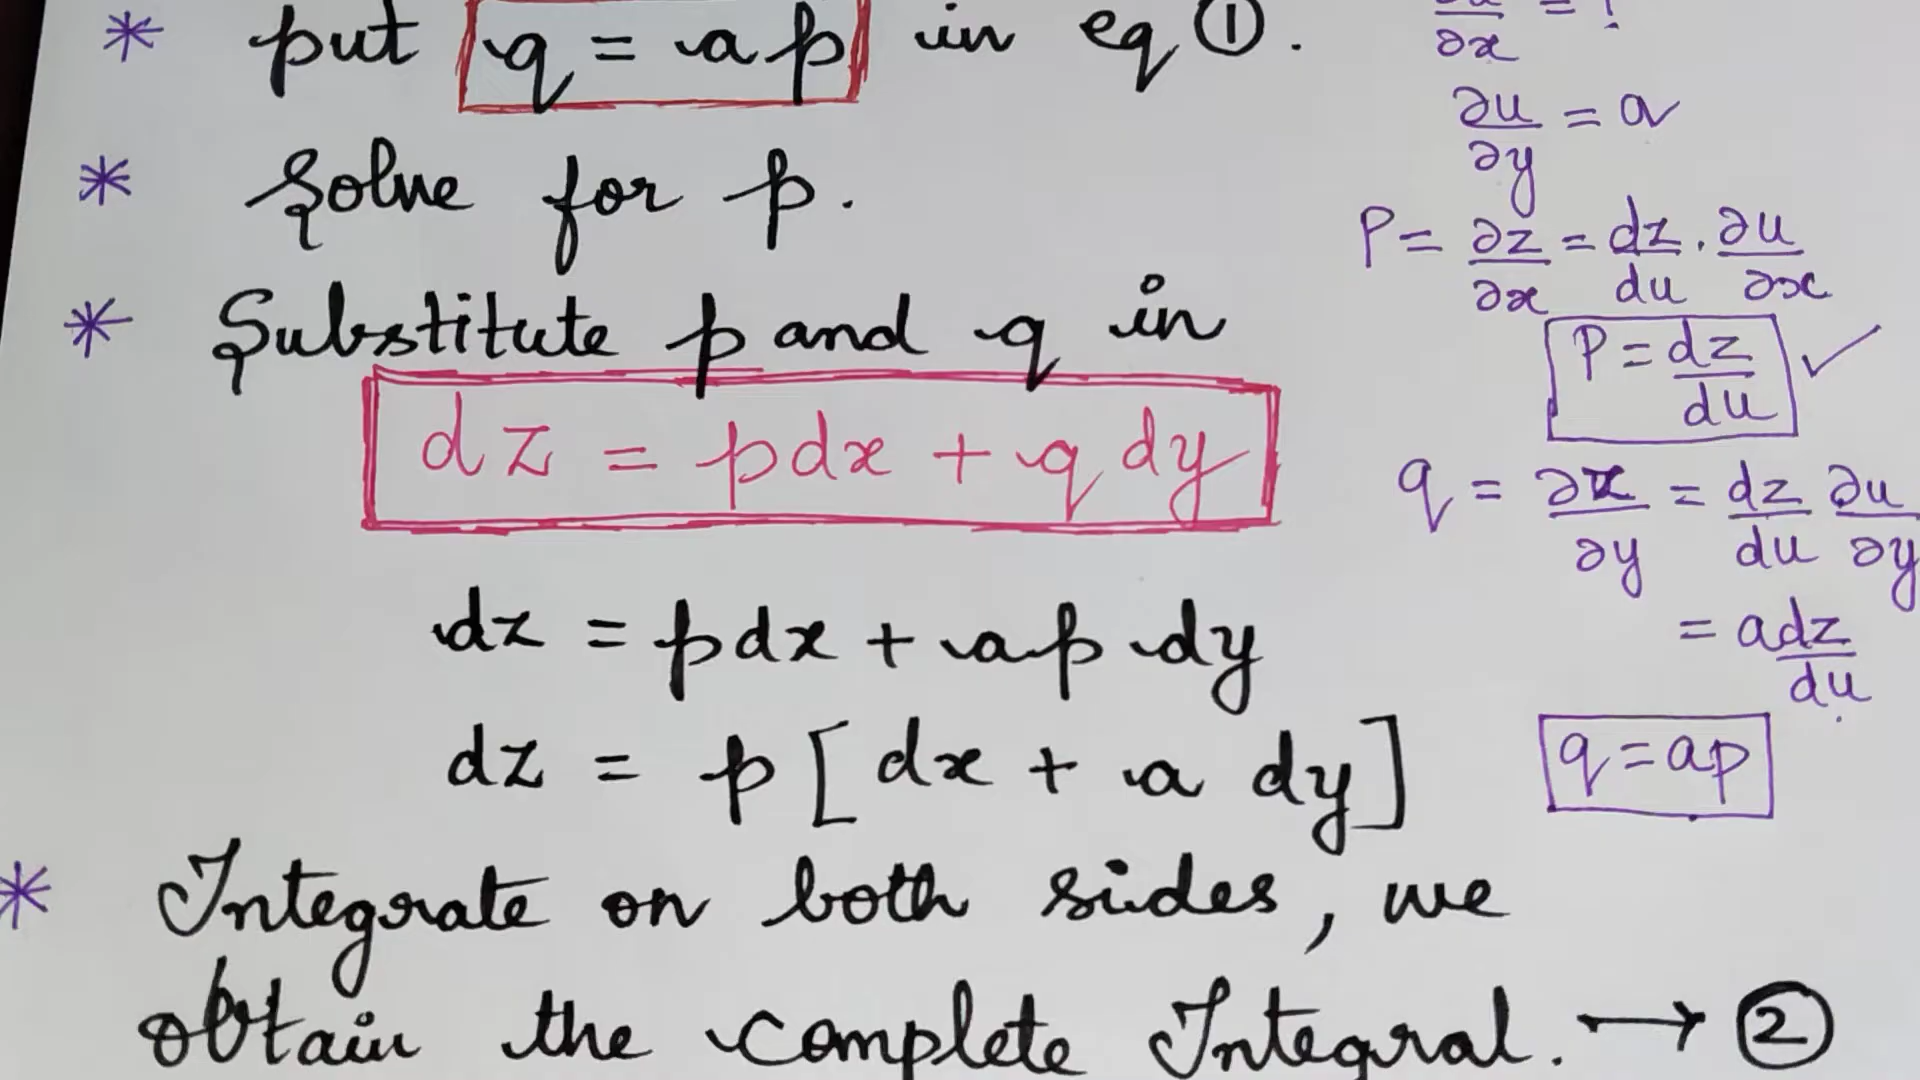 * put q = ap in eq ①.
* Solve for p.
* Substitute p and q in
dz = pdx + q dy
dz = pdx + ap dy
dz = p [dx + a dy]
* Integrate on both sides, we
obtain the complete Integral. → ②
∂x
∂u/∂y = a
P = ∂z/∂x = dz/du . ∂u/∂x
P = dz/du ✓
q = ∂z/∂y = dz/du ∂u/∂y
= a dz/du
q = ap